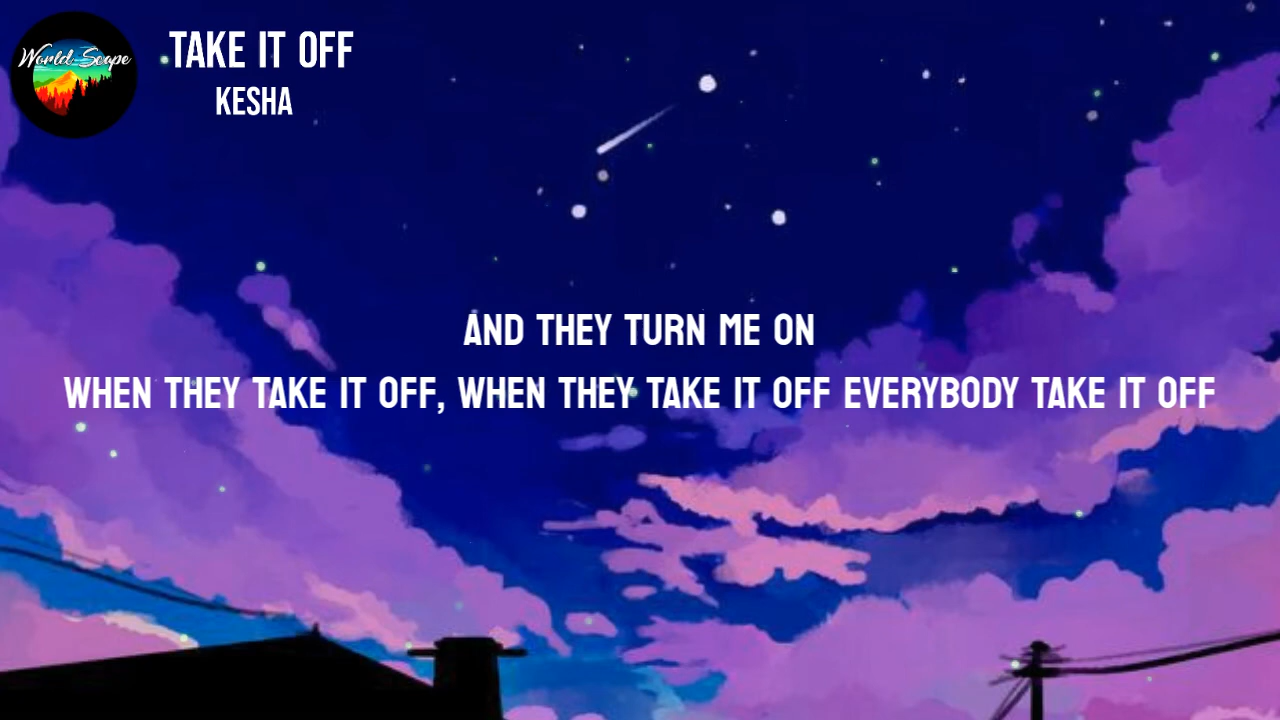 World Scape
TAKE IT OFF
KESHA
AND THEY TURN ME ON
WHEN THEY TAKE IT OFF, WHEN THEY TAKE IT OFF EVERYBODY TAKE IT OFF